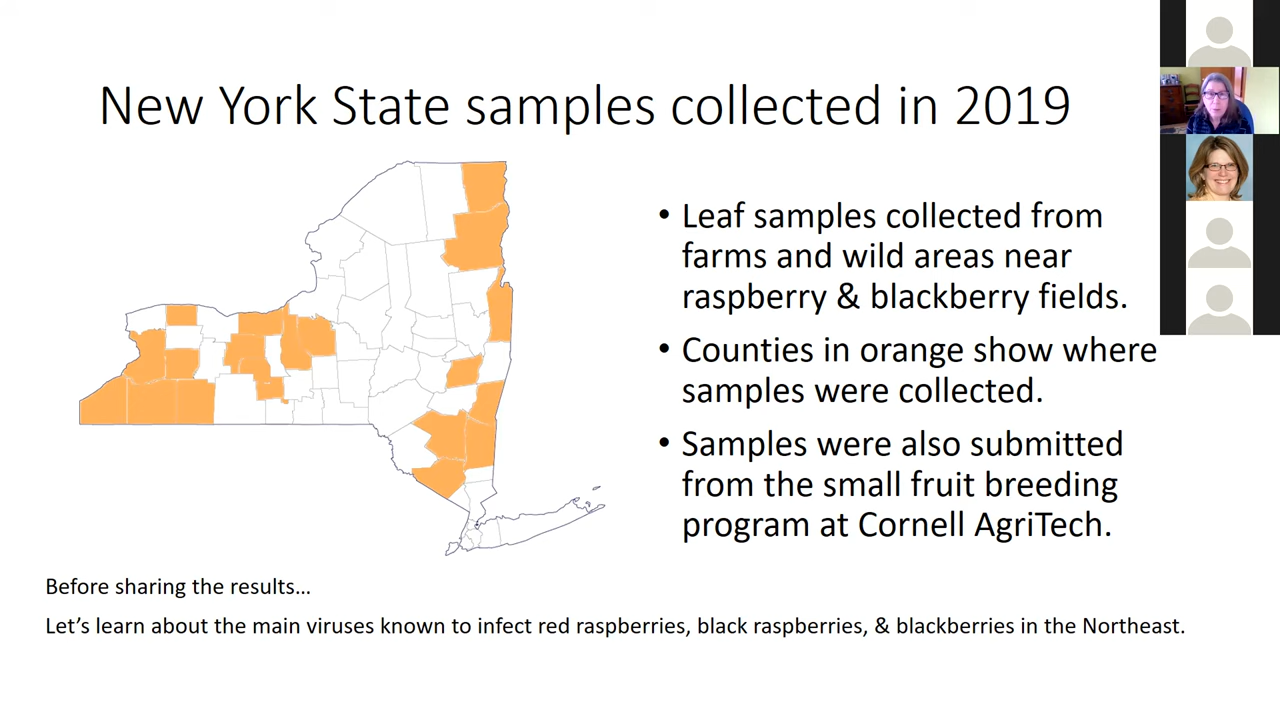 New York State samples collected in 2019
• Leaf samples collected from
farms and wild areas near
raspberry & blackberry fields.
• Counties in orange show where
samples were collected.
• Samples were also submitted
from the small fruit breeding
program at Cornell AgriTech.
Before sharing the results…
Let’s learn about the main viruses known to infect red raspberries, black raspberries, & blackberries in the Northeast.